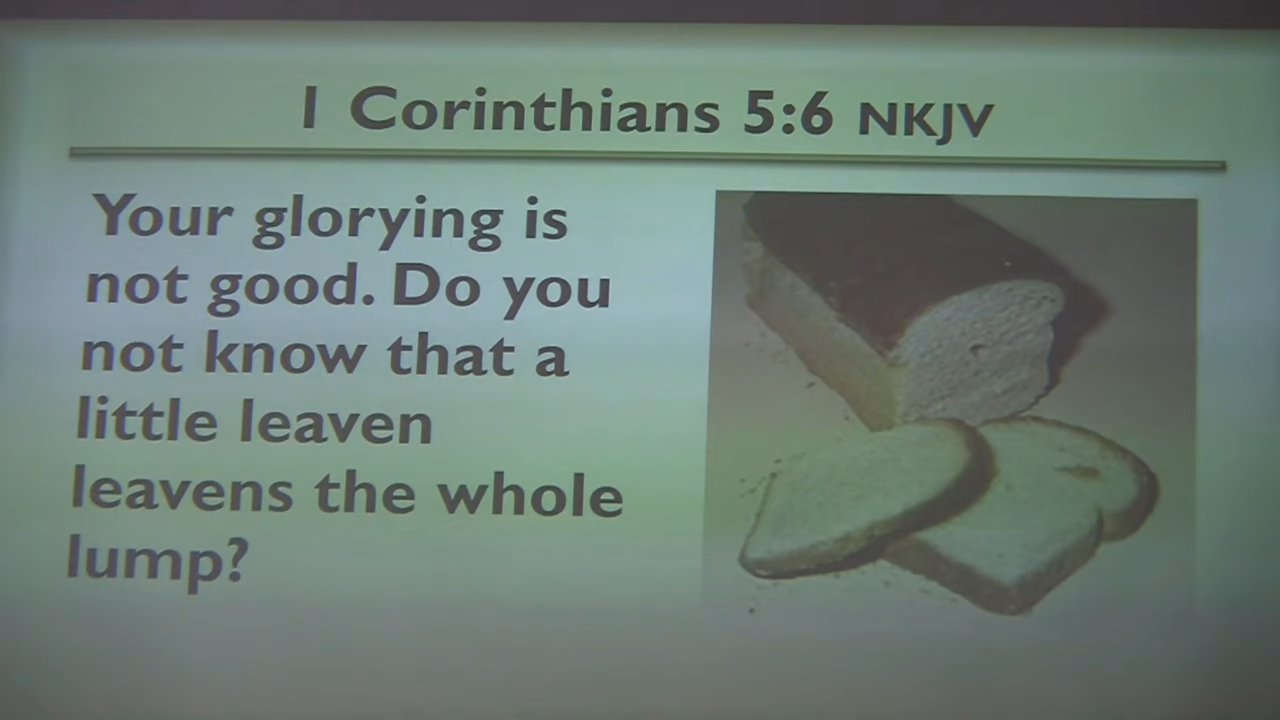 1 Corinthians 5:6 NKJV
Your glorying is
not good. Do you
not know that a
little leaven
leavens the whole
lump?